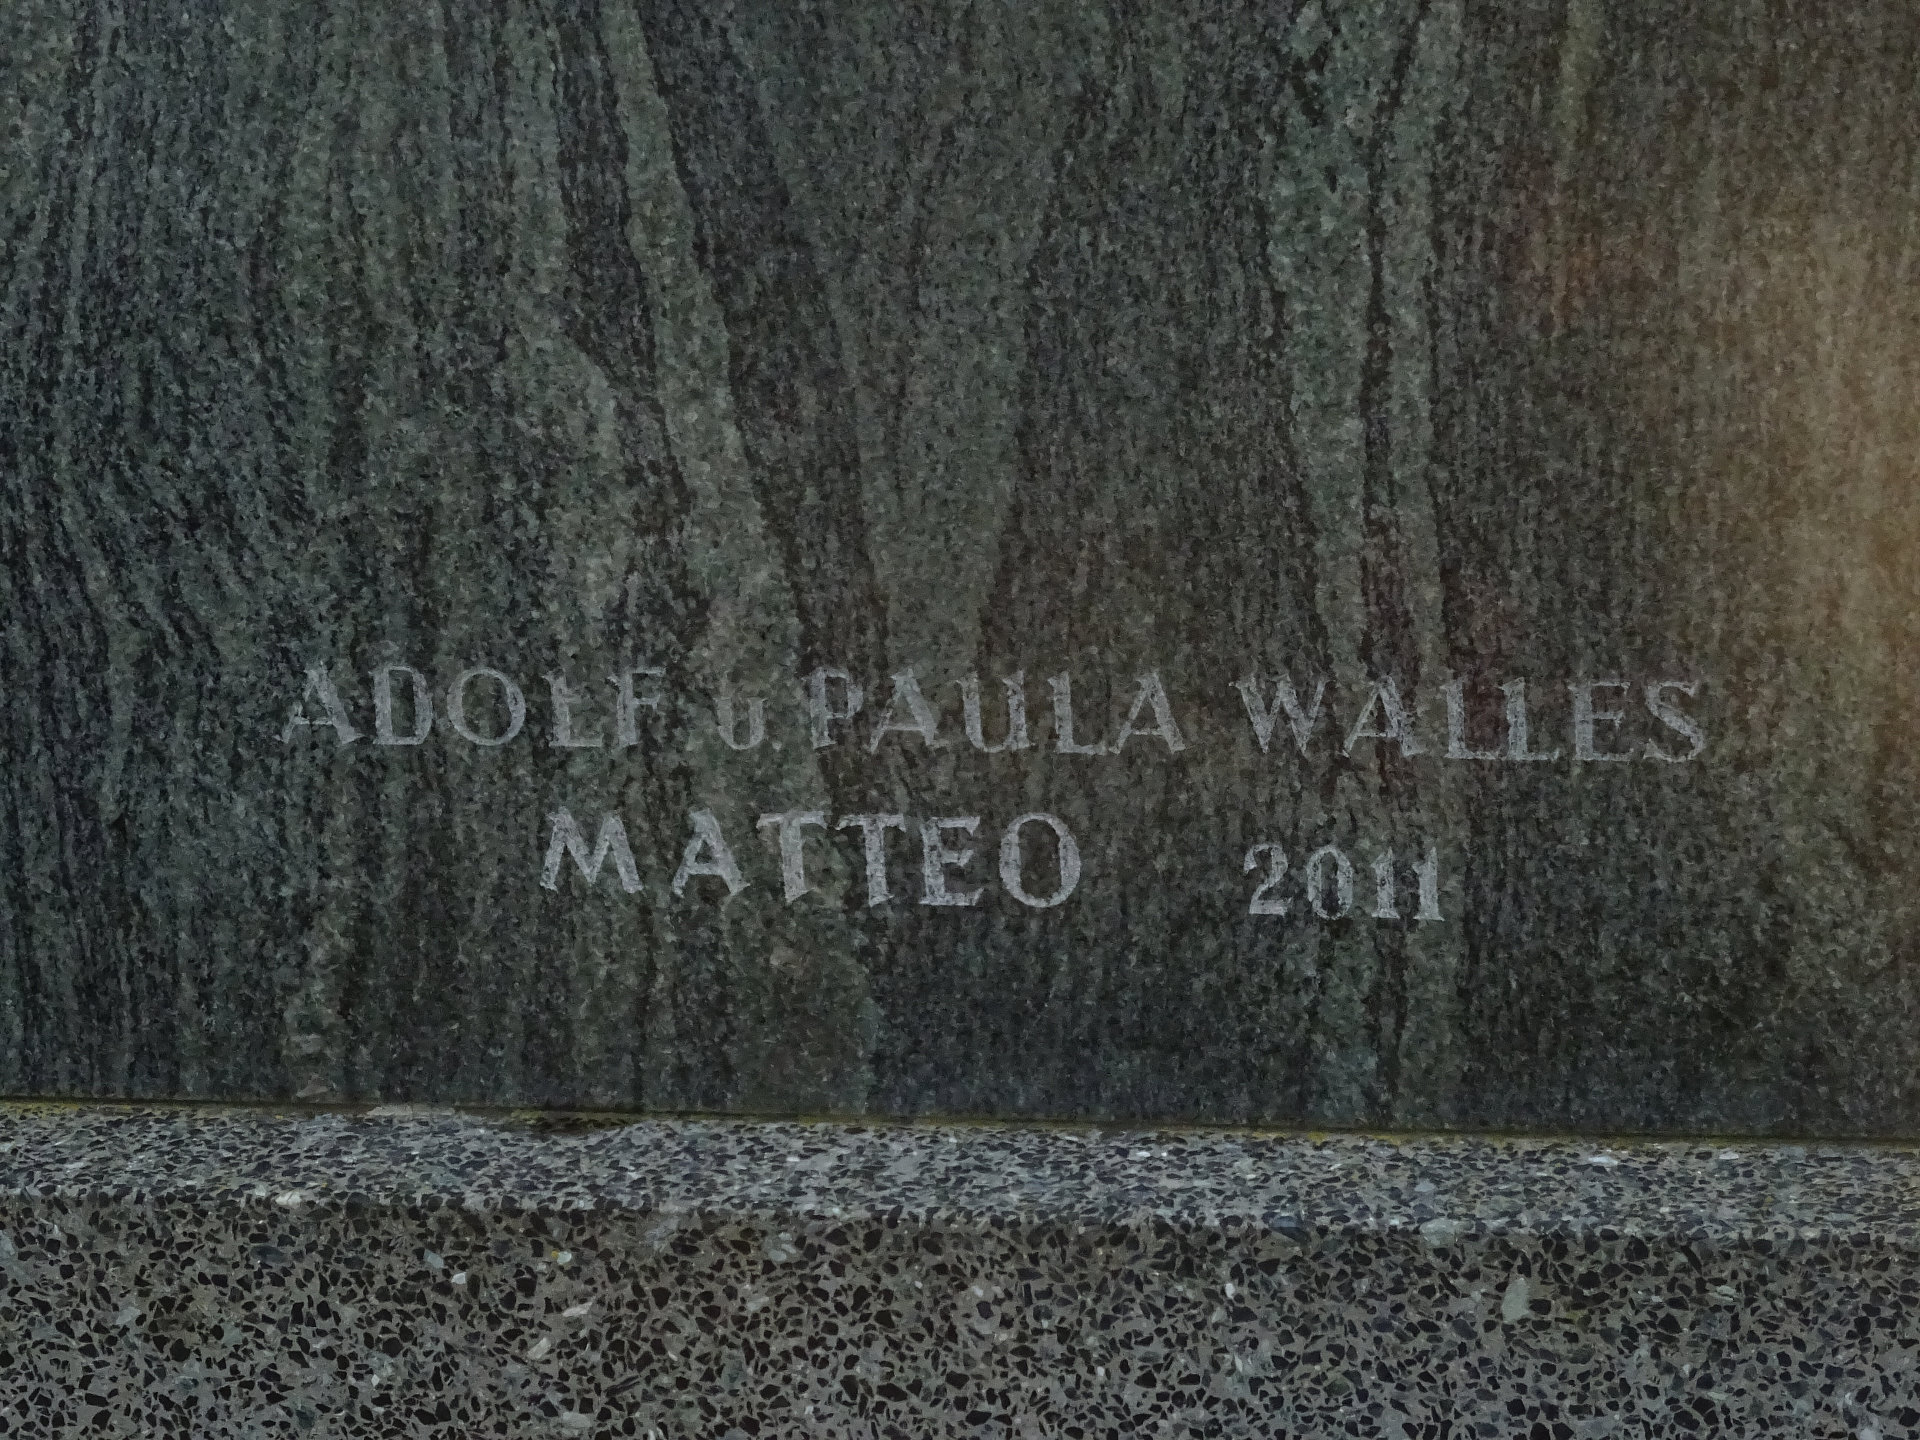 ADOLF u PAULA WALLES
MATTEO 2011